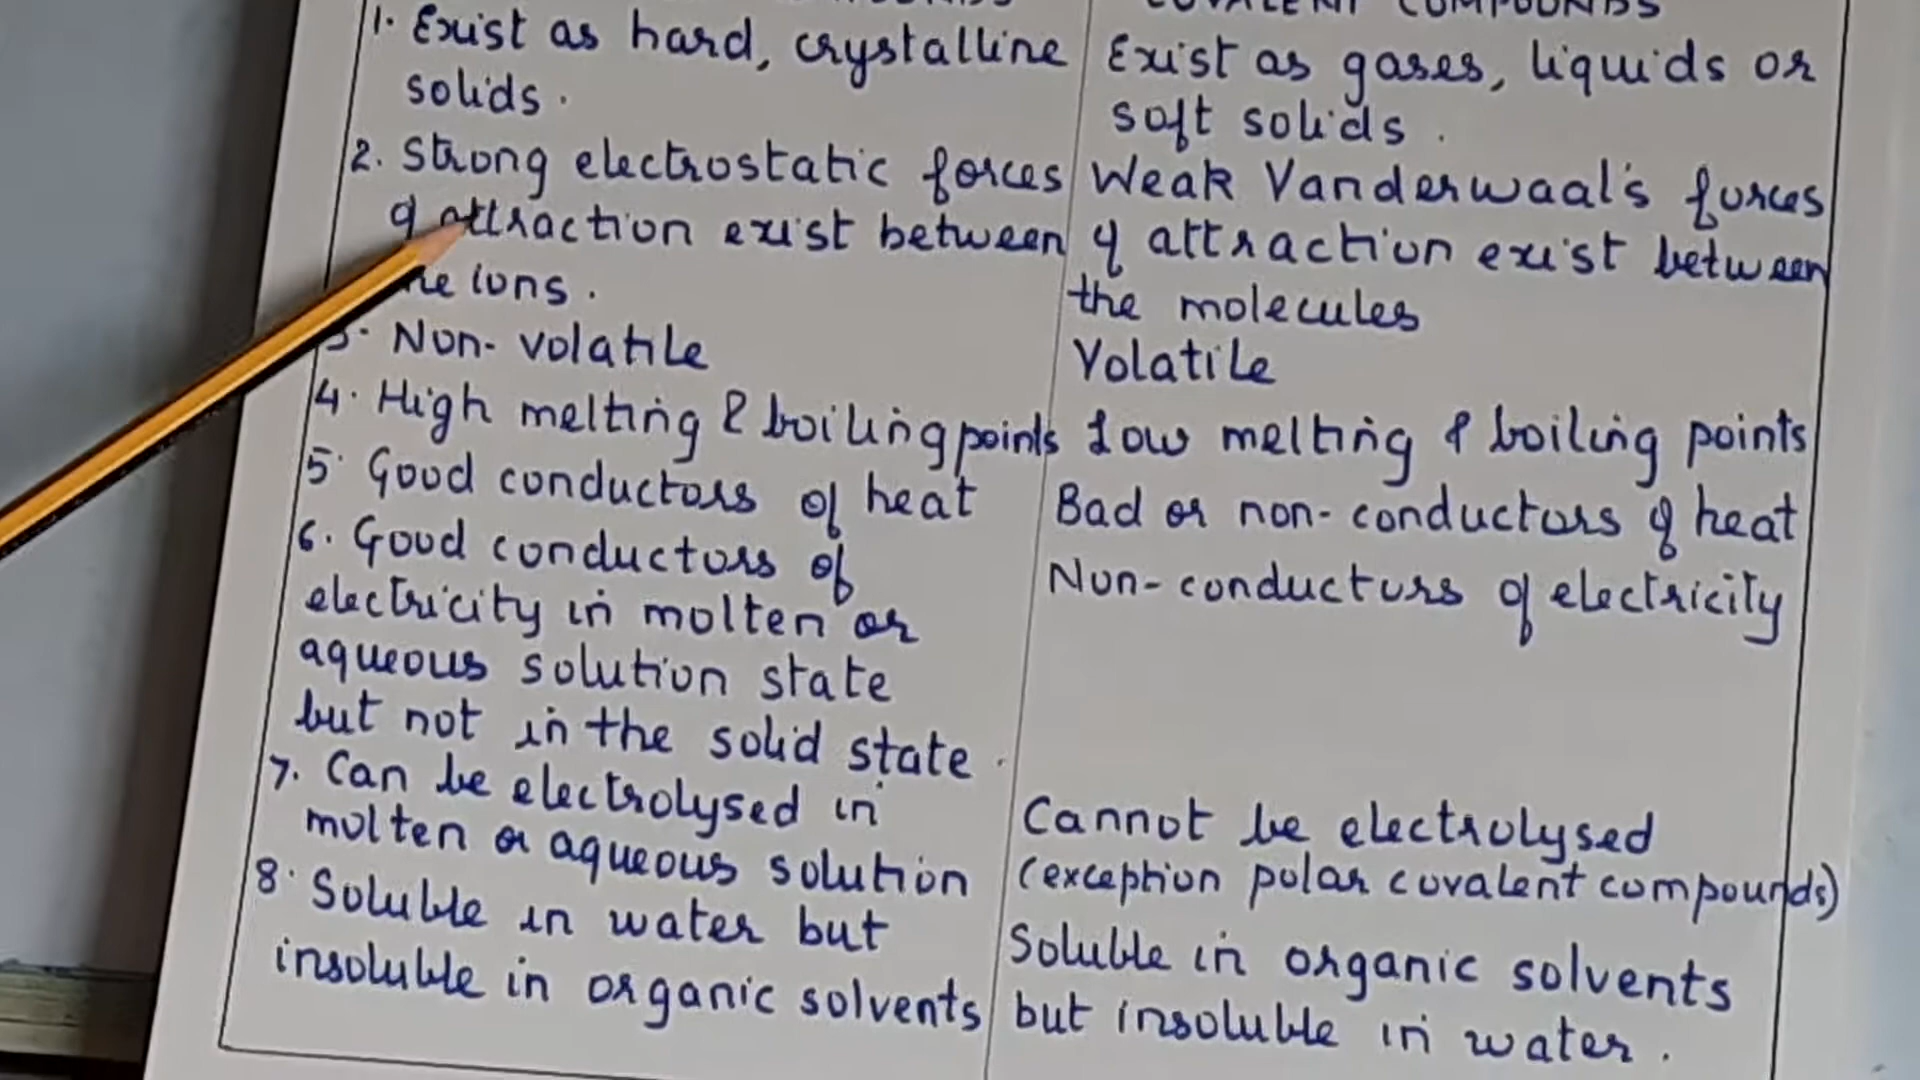 COVALENT COMPOUNDS
1. Exist as hard, crystalline
solids.
Exist as gases, liquids or
soft solids.
2. Strong electrostatic forces
of attraction exist between
ions.
Weak Vanderwaal's forces
of attraction exist between
the molecules
3. Non-volatile
Volatile
4. High melting & boiling points
Low melting & boiling points
5. Good conductors of heat
Bad or non-conductors of heat
6. Good conductors of
electricity in molten or
aqueous solution state
but not in the solid state.
Non-conductors of electricity
7. Can be electrolysed in
molten or aqueous solution
Cannot be electrolysed
(exception polar covalent compounds)
8. Soluble in water but
insoluble in organic solvents
Soluble in organic solvents
but insoluble in water.